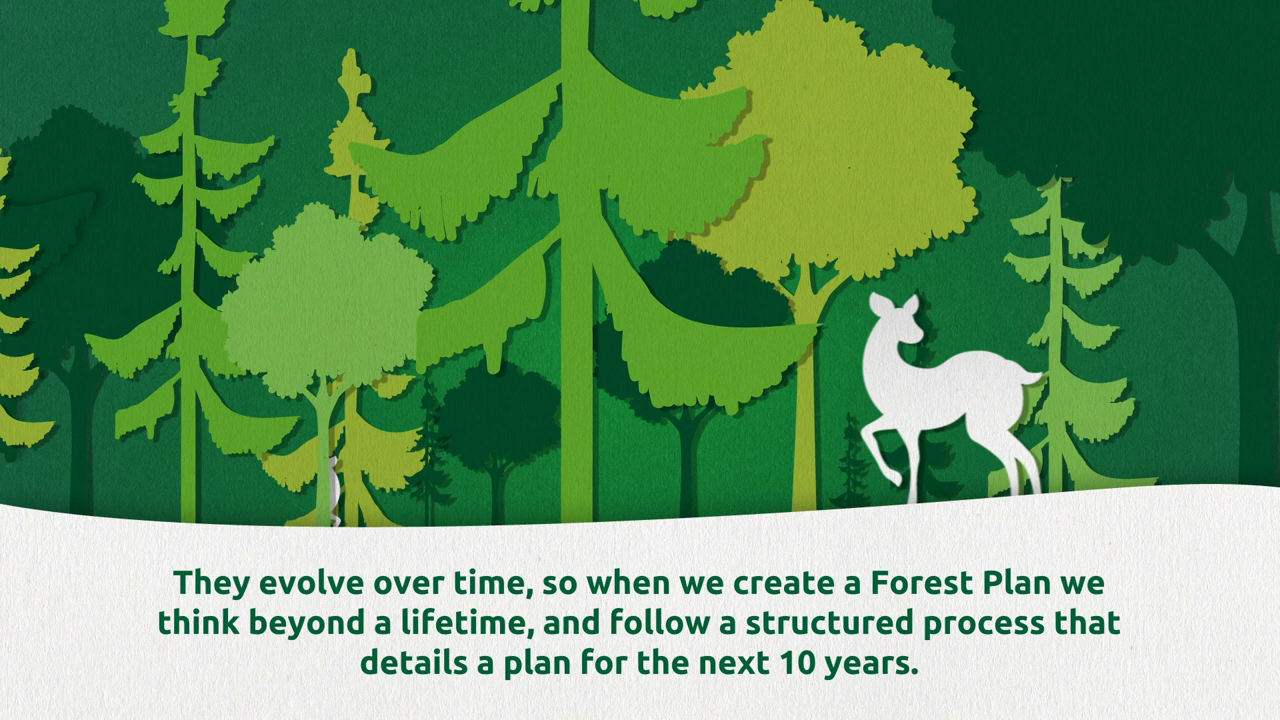 They evolve over time, so when we create a Forest Plan we
think beyond a lifetime, and follow a structured process that
details a plan for the next 10 years.